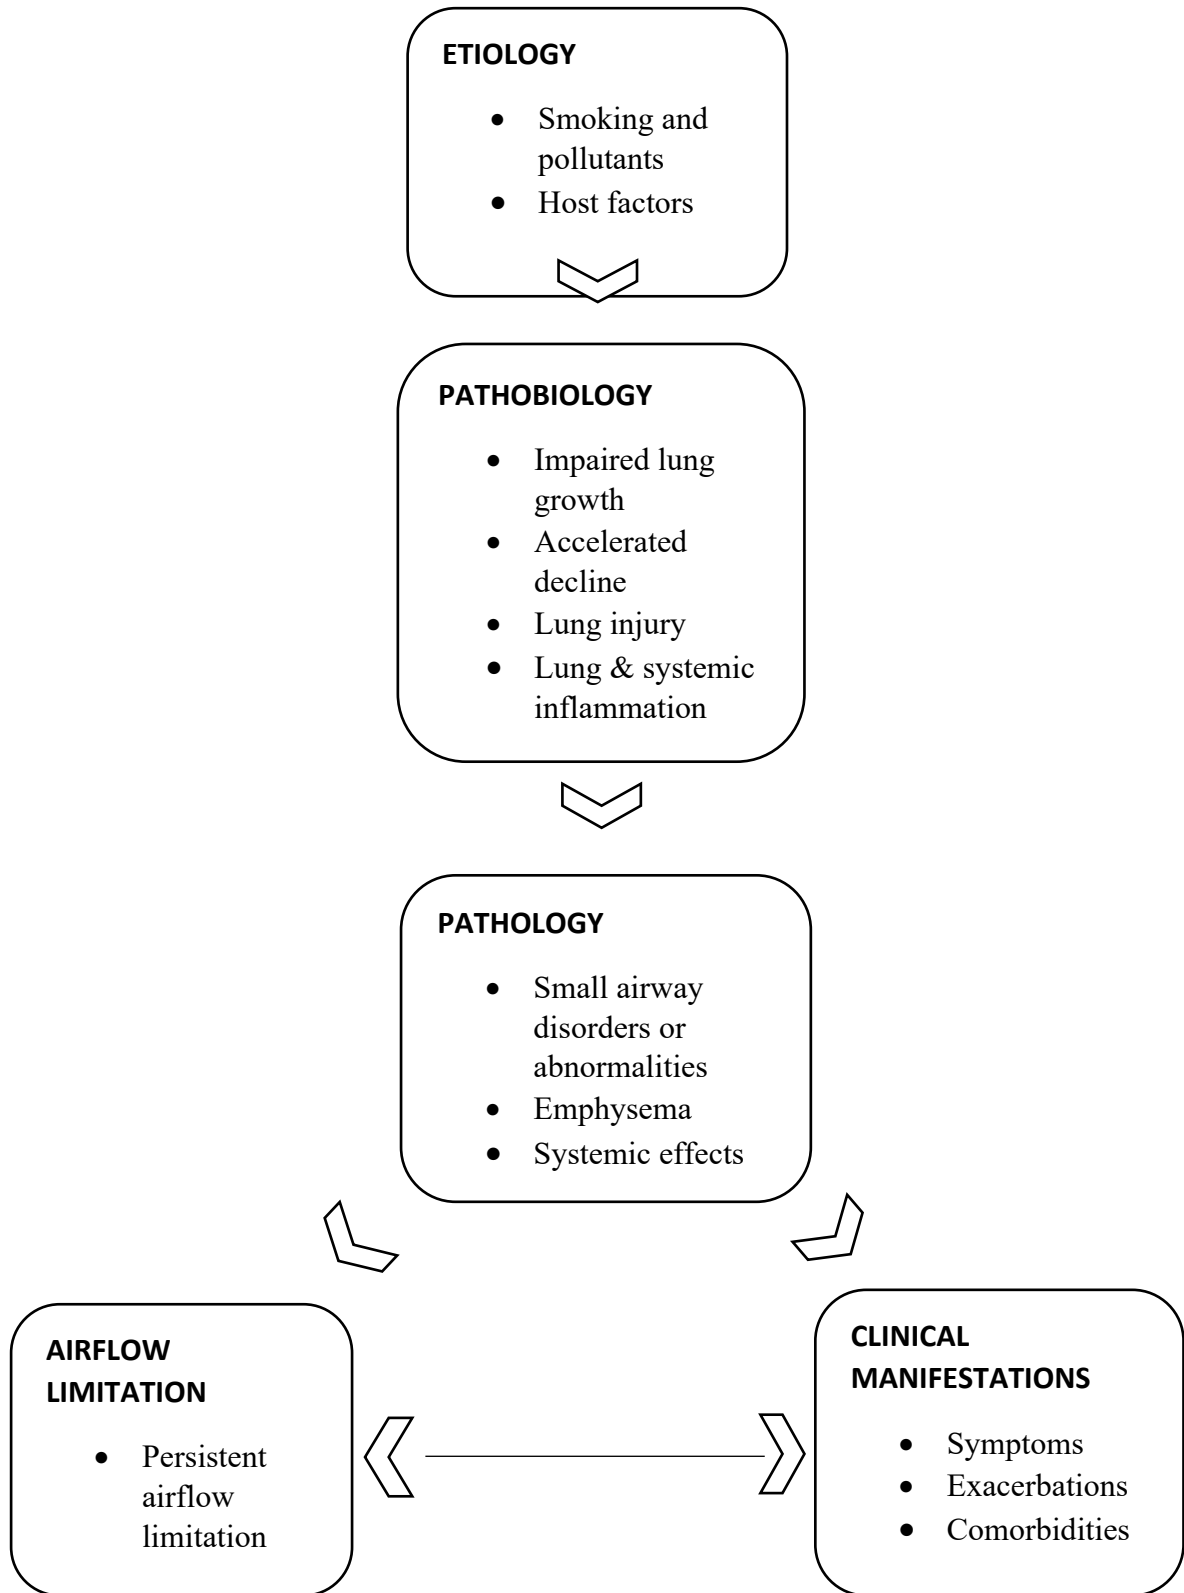 ETIOLOGY
• Smoking and
pollutants
• Host factors
PATHOBIOLOGY
• Impaired lung
growth
• Accelerated
decline
• Lung injury
• Lung & systemic
inflammation
PATHOLOGY
• Small airway
disorders or
abnormalities
• Emphysema
• Systemic effects
AIRFLOW
LIMITATION
• Persistent
airflow
limitation
CLINICAL
MANIFESTATIONS
• Symptoms
• Exacerbations
• Comorbidities